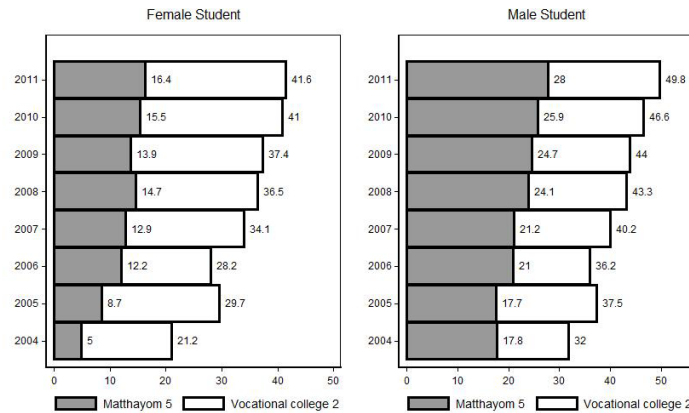 Female Student
2011 16.4 41.6
2010 15.5 41
2009 13.9 37.4
2008 14.7 36.5
2007 12.9 34.1
2006 12.2 28.2
2005 8.7 29.7
2004 5 21.2
0 10 20 30 40 50
Matthayom 5 Vocational college 2
Male Student
2011 28 49.8
2010 25.9 46.6
2009 24.7 44
2008 24.1 43.3
2007 21.2 40.2
2006 21 36.2
2005 17.7 37.5
2004 17.8 32
0 10 20 30 40 50
Matthayom 5 Vocational college 2